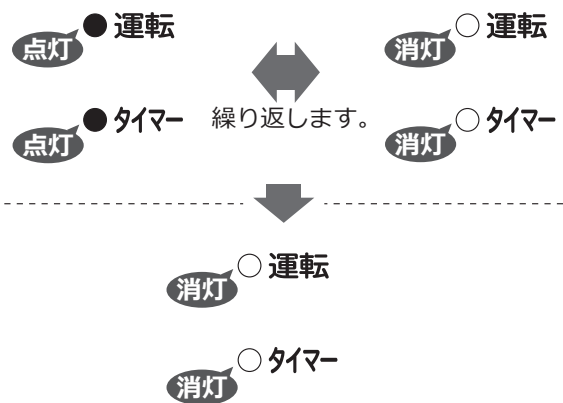 ● 運転
点灯
○ 運転
消灯
● タイマー
点灯
繰り返します。
○ タイマー
消灯
○ 運転
消灯
○ タイマー
消灯